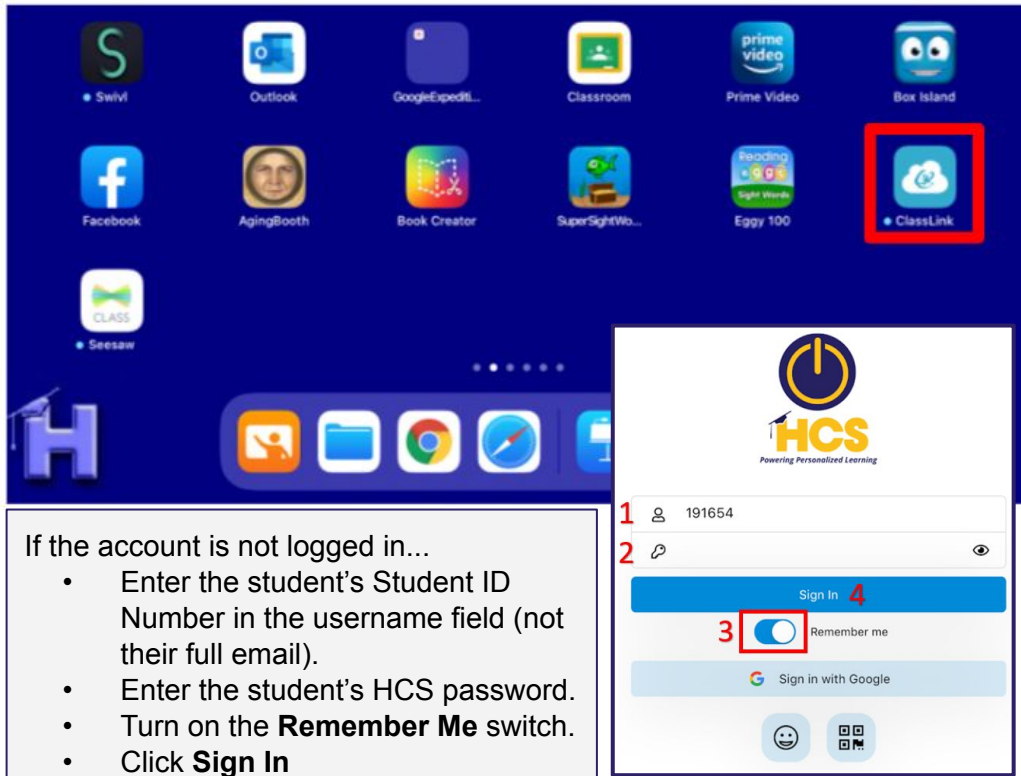 S
prime
video
Swivl
Outlook
GoogleExpediti...
Classroom
Prime Video
Box Island
Reading
eggs
Sight Words
Facebook
AgingBooth
Book Creator
SuperSightWo...
Eggy 100
ClassLink
CLASS
Seesaw
H
HCS
Powering Personalized Learning
1 191654
2
Sign In 4
3 Remember me
Sign in with Google
If the account is not logged in...
• Enter the student's Student ID
Number in the username field (not
their full email).
• Enter the student's HCS password.
• Turn on the Remember Me switch.
• Click Sign In